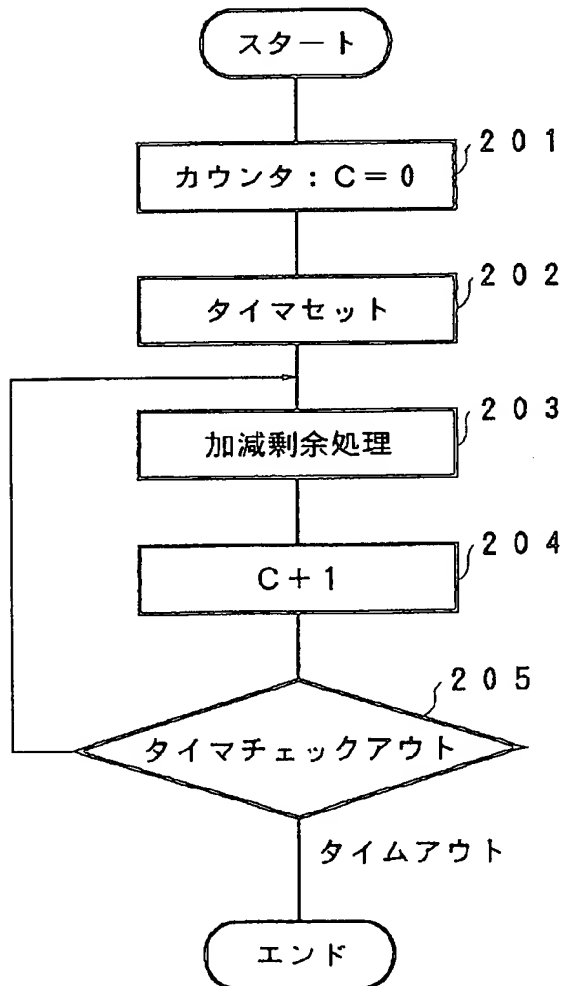 スタート
201
カウンタ：C＝0
202
タイマセット
203
加減剰余処理
204
C＋1
205
タイマチェックアウト
タイムアウト
エンド